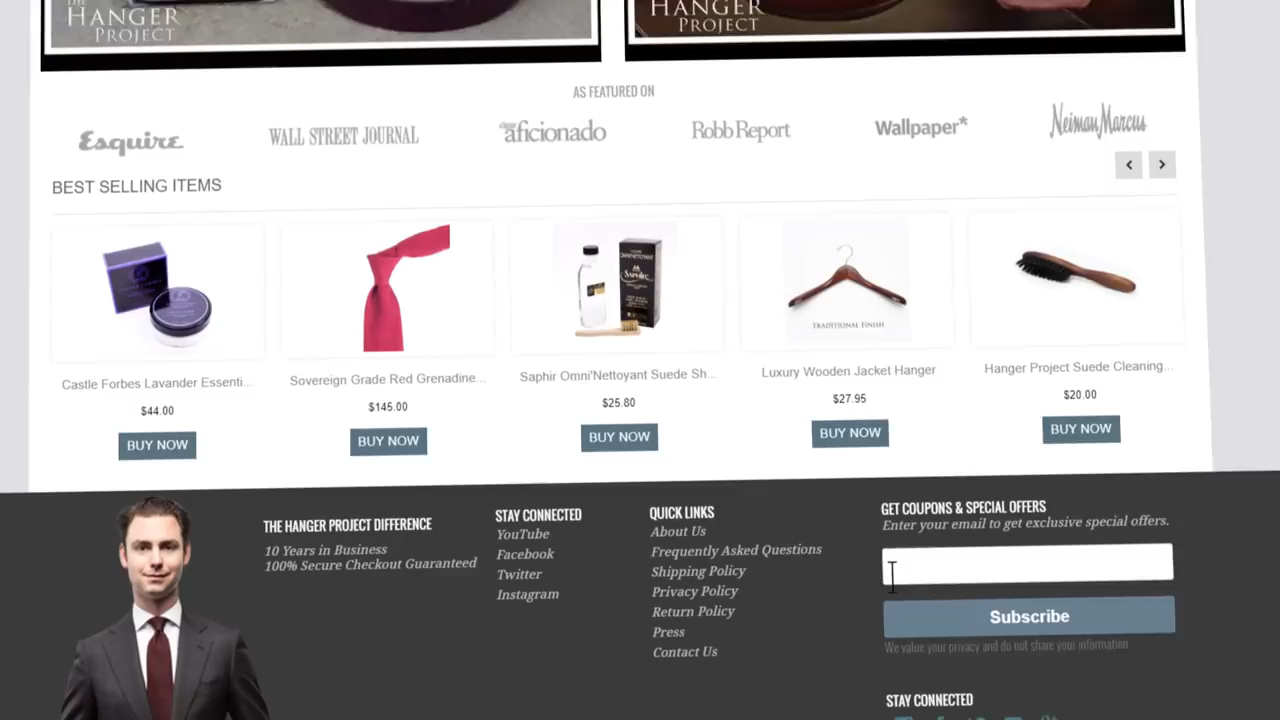 THE
HANGER
PROJECT
HANGER
PROJECT
AS FEATURED ON
Esquire
WALL STREET JOURNAL
cigar aficionado
Robb Report
Wallpaper*
Neiman Marcus
BEST SELLING ITEMS
TRADITIONAL FINISH
Castle Forbes Lavander Essenti...
Sovereign Grade Red Grenadine...
Saphir Omni'Nettoyant Suede Sh...
Luxury Wooden Jacket Hanger
Hanger Project Suede Cleaning...
$44.00
$145.00
$25.80
$27.95
$20.00
BUY NOW
BUY NOW
BUY NOW
BUY NOW
BUY NOW
THE HANGER PROJECT DIFFERENCE
10 Years in Business
100% Secure Checkout Guaranteed
STAY CONNECTED
YouTube
Facebook
Twitter
Instagram
QUICK LINKS
About Us
Frequently Asked Questions
Shipping Policy
Privacy Policy
Return Policy
Press
Contact Us
GET COUPONS & SPECIAL OFFERS
Enter your email to get exclusive special offers.
Subscribe
We value your privacy and do not share your information
STAY CONNECTED